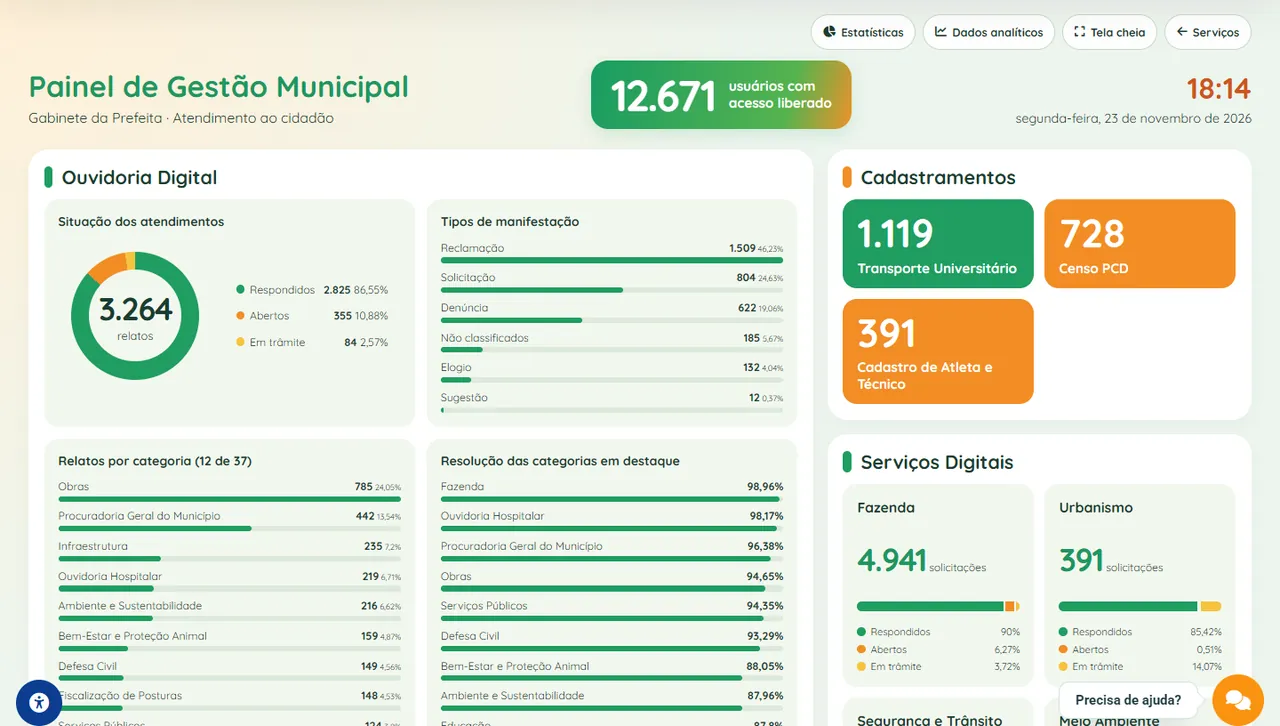 Estatísticas
Dados analíticos
Tela cheia
Serviços
Painel de Gestão Municipal
Gabinete da Prefeita · Atendimento ao cidadão
12.671
usuários com
acesso liberado
18:14
segunda-feira, 23 de novembro de 2026
Ouvidoria Digital
Situação dos atendimentos
3.264
relatos
Respondidos 2.825 86,55%
Abertos 355 10,88%
Em trâmite 84 2,57%
Tipos de manifestação
Reclamação 1.509 46,23%
Solicitação 804 24,63%
Denúncia 622 19,06%
Não classificados 185 5,67%
Elogio 132 4,04%
Sugestão 12 0,37%
Relatos por categoria (12 de 37)
Obras 785 24,05%
Procuradoria Geral do Município 442 13,54%
Infraestrutura 235 7,2%
Ouvidoria Hospitalar 219 6,71%
Ambiente e Sustentabilidade 216 6,62%
Bem-Estar e Proteção Animal 159 4,87%
Defesa Civil 149 4,56%
Fiscalização de Posturas 148 4,53%
Serviços Públicos 124
Resolução das categorias em destaque
Fazenda 98,96%
Ouvidoria Hospitalar 98,17%
Procuradoria Geral do Município 96,38%
Obras 94,65%
Serviços Públicos 94,35%
Defesa Civil 93,29%
Bem-Estar e Proteção Animal 88,05%
Ambiente e Sustentabilidade 87,96%
Educação 87,8%
Cadastramentos
1.119
Transporte Universitário
728
Censo PCD
391
Cadastro de Atleta e
Técnico
Serviços Digitais
Fazenda
4.941 solicitações
Respondidos 90%
Abertos 6,27%
Em trâmite 3,72%
Urbanismo
391 solicitações
Respondidos 85,42%
Abertos 0,51%
Em trâmite 14,07%
Segurança e Trânsito
Meio Ambiente
Precisa de ajuda?